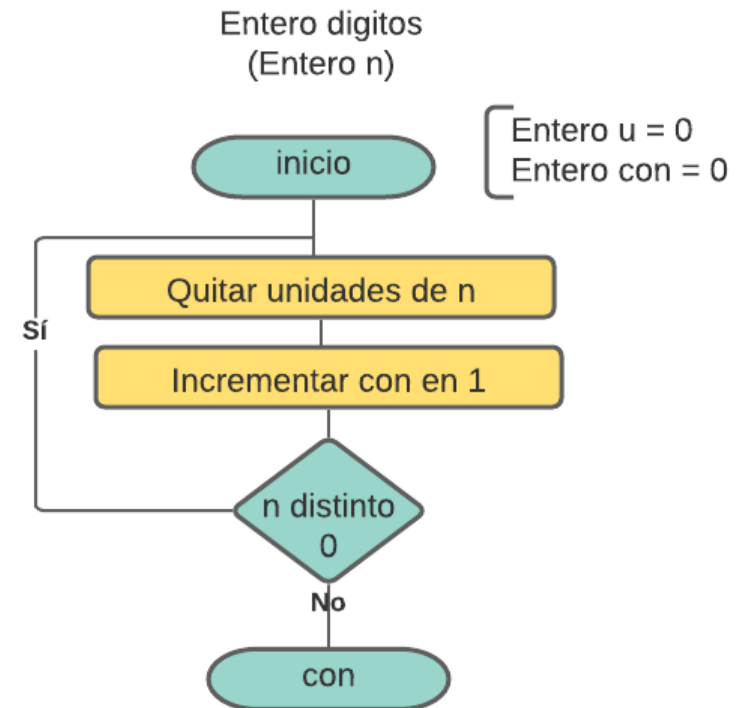 Entero digitos
(Entero n)
Entero u = 0
Entero con = 0
inicio
Quitar unidades de n
Sí
Incrementar con en 1
n distinto
0
No
con